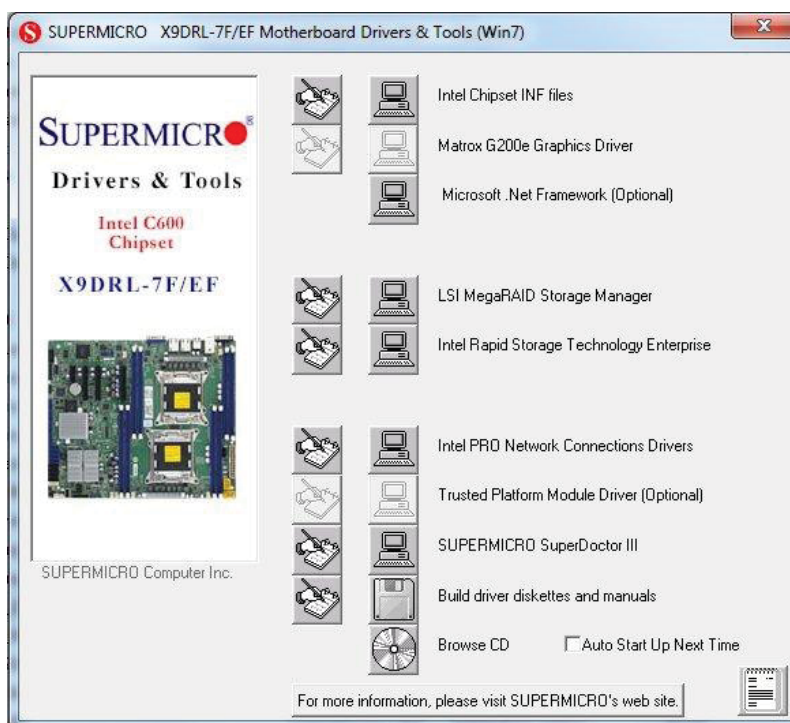 SUPERMICRO X9DRL-7F/EF Motherboard Drivers & Tools (Win7)
SUPERMICRO®
Drivers & Tools
Intel C600
Chipset
X9DRL-7F/EF
SUPERMICRO Computer Inc.
Intel Chipset INF files
Matrox G200e Graphics Driver
Microsoft .Net Framework (Optional)
LSI MegaRAID Storage Manager
Intel Rapid Storage Technology Enterprise
Intel PRO Network Connections Drivers
Trusted Platform Module Driver (Optional)
SUPERMICRO SuperDoctor III
Build driver diskettes and manuals
Browse CD
Auto Start Up Next Time
For more information, please visit SUPERMICRO's web site.